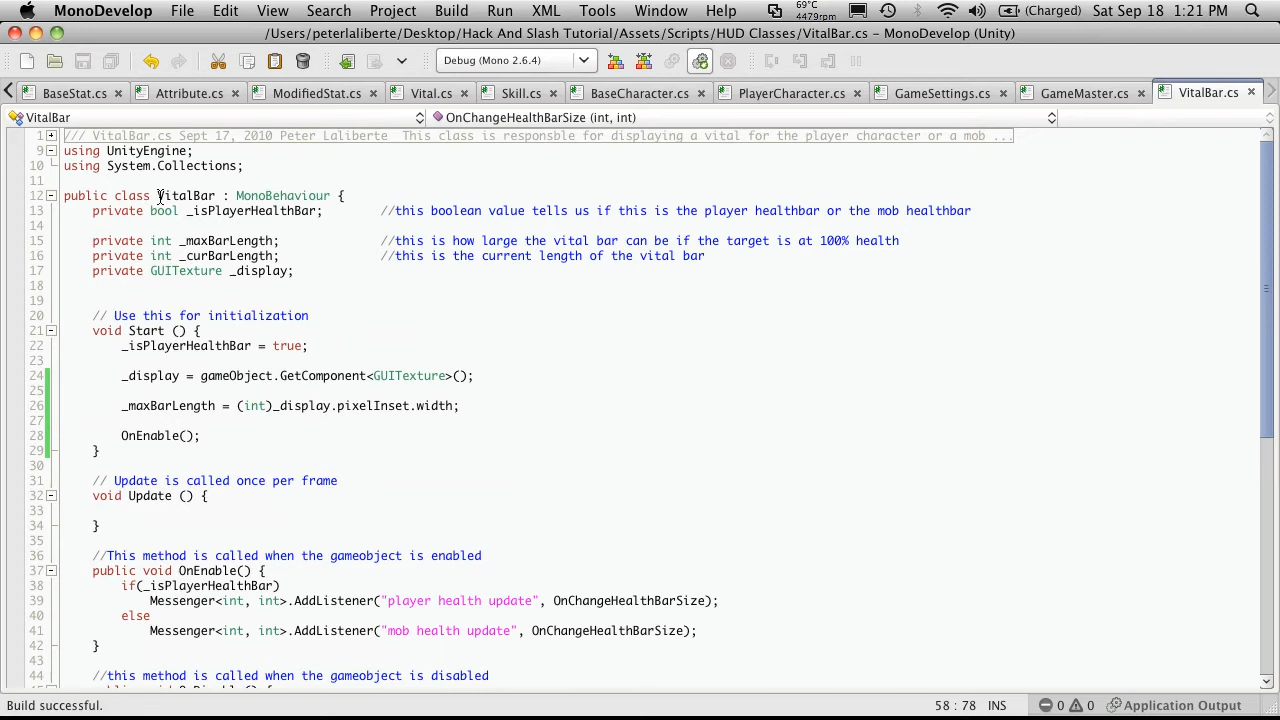 MonoDevelop File Edit View Search Project Build Run XML Tools Window Help 69°C 4479rpm (Charged) Sat Sep 18 1:21 PM
/Users/peterlaliberte/Desktop/Hack And Slash Tutorial/Assets/Scripts/HUD Classes/VitalBar.cs – MonoDevelop (Unity)
Debug (Mono 2.6.4)
BaseStat.cs Attribute.cs ModifiedStat.cs Vital.cs Skill.cs BaseCharacter.cs PlayerCharacter.cs GameSettings.cs GameMaster.cs VitalBar.cs
VitalBar OnChangeHealthBarSize (int, int)
1 /// VitalBar.cs Sept 17, 2010 Peter Laliberte This class is responsble for displaying a vital for the player character or a mob ...
9 using UnityEngine;
10 using System.Collections;
11
12 public class VitalBar : MonoBehaviour {
13 private bool _isPlayerHealthBar; //this boolean value tells us if this is the player healthbar or the mob healthbar
14
15 private int _maxBarLength; //this is how large the vital bar can be if the target is at 100% health
16 private int _curBarLength; //this is the current length of the vital bar
17 private GUITexture _display;
18
19
20 // Use this for initialization
21 void Start () {
22 _isPlayerHealthBar = true;
23
24 _display = gameObject.GetComponent<GUITexture>();
25
26 _maxBarLength = (int)_display.pixelInset.width;
27
28 OnEnable();
29 }
30
31 // Update is called once per frame
32 void Update () {
33
34 }
35
36 //This method is called when the gameobject is enabled
37 public void OnEnable() {
38 if(_isPlayerHealthBar)
39 Messenger<int, int>.AddListener("player health update", OnChangeHealthBarSize);
40 else
41 Messenger<int, int>.AddListener("mob health update", OnChangeHealthBarSize);
42 }
43
44 //this method is called when the gameobject is disabled
Build successful. 58 : 78 INS 0 0 Application Output